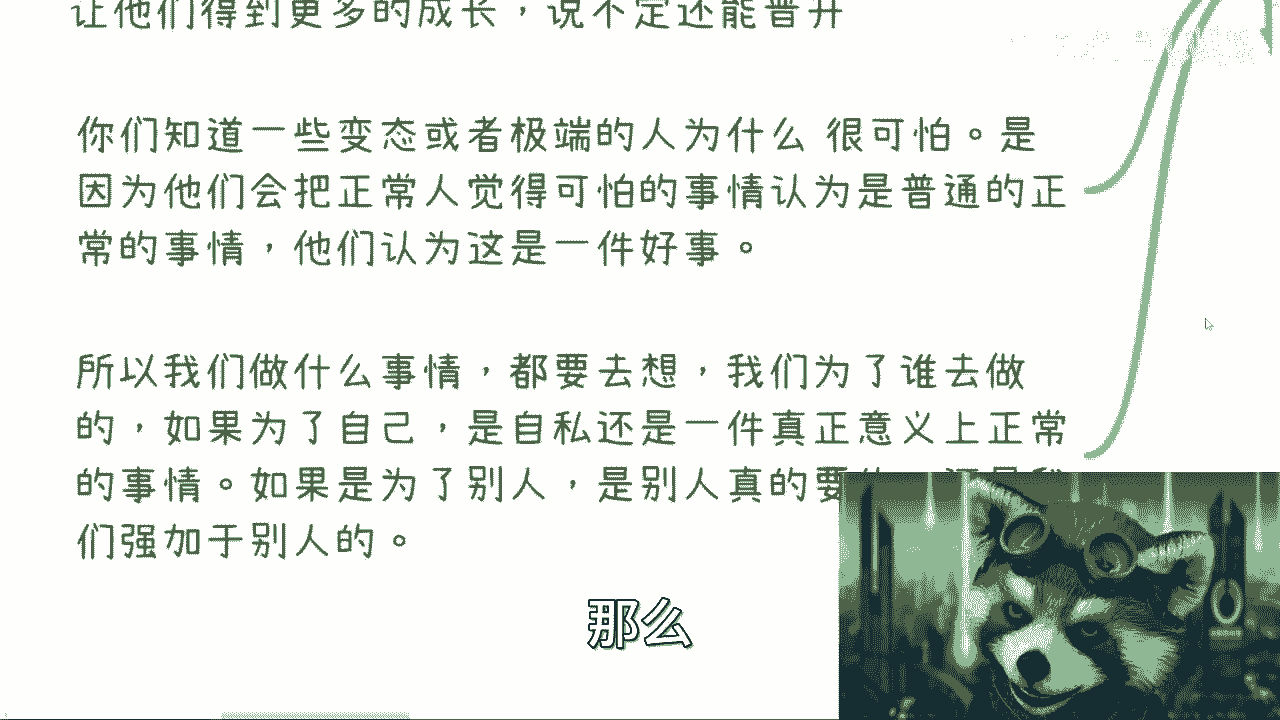 让他们得到更多的成长，说不定还能晋升
你们知道一些变态或者极端的人为什么 很可怕。是
因为他们会把正常人觉得可怕的事情认为是普通的正
常的事情，他们认为这是一件好事。
所以我们做什么事情，都要去想，我们为了谁去做
的，如果为了自己，是自私还是一件真正意义上正常
的事情。如果是为了别人，是别人真的要
们强加于别人的。
那么